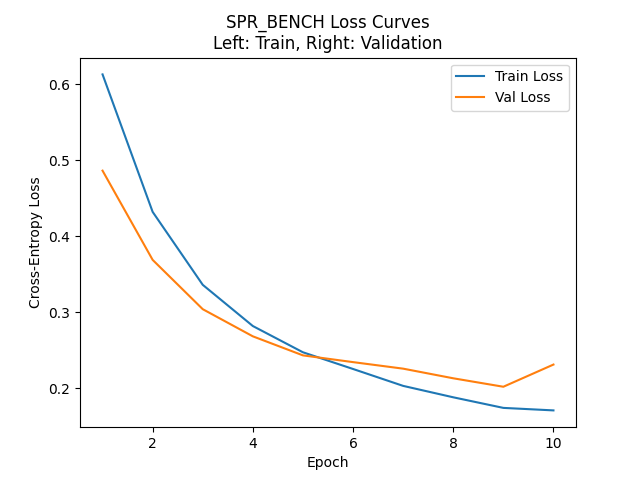 SPR_BENCH Loss Curves
Left: Train, Right: Validation
Train Loss
Val Loss
Cross-Entropy Loss
0.6
0.5
0.4
0.3
0.2
2 4 6 8 10
Epoch